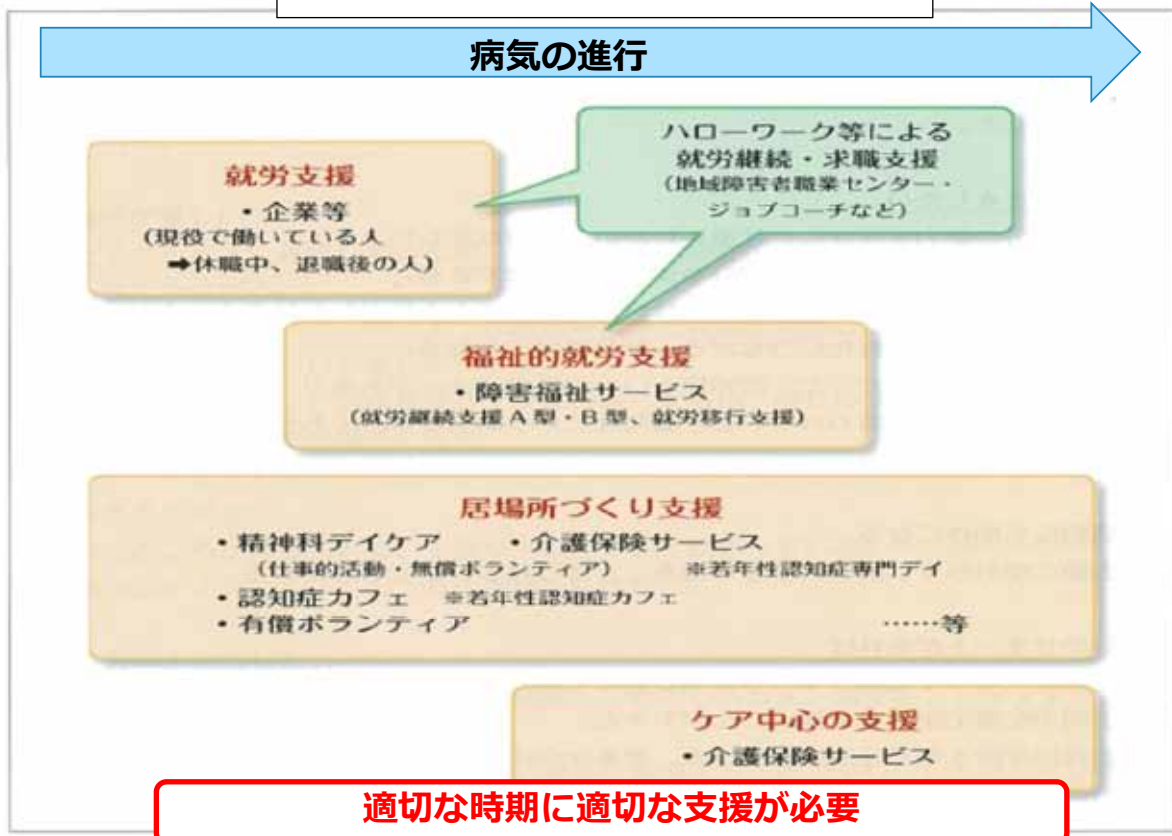 病気の進行
ハローワーク等による
就労継続・求職支援
(地域障害者職業センター・
ジョブコーチなど)
就労支援
・企業等
(現役で働いている人
➡休職中、退職後の人)
福祉的就労支援
・障害福祉サービス
(就労継続支援A型・B型、就労移行支援)
居場所づくり支援
・精神科デイケア ・介護保険サービス
(仕事的活動・無償ボランティア) ※若年性認知症専門デイ
・認知症カフェ ※若年性認知症カフェ
・有償ボランティア ……等
ケア中心の支援
・介護保険サービス
適切な時期に適切な支援が必要